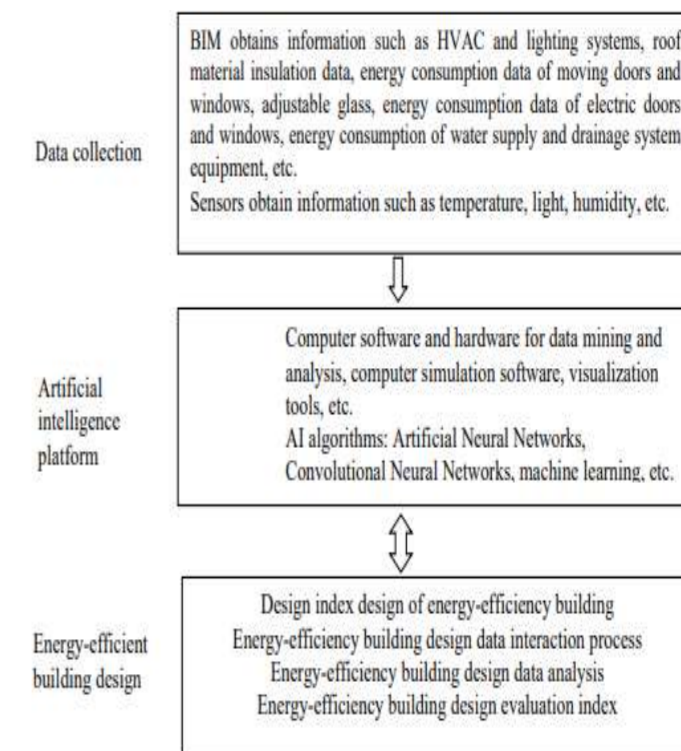 BIM obtains information such as HVAC and lighting systems, roof
material insulation data, energy consumption data of moving doors and
windows, adjustable glass, energy consumption data of electric doors
and windows, energy consumption of water supply and drainage system
equipment, etc.
Sensors obtain information such as temperature, light, humidity, etc.
Data collection
Computer software and hardware for data mining and
analysis, computer simulation software, visualization
tools, etc.
AI algorithms: Artificial Neural Networks,
Convolutional Neural Networks, machine learning, etc.
Artificial
intelligence
platform
Design index design of energy-efficiency building
Energy-efficiency building design data interaction process
Energy-efficiency building design data analysis
Energy-efficiency building design evaluation index
Energy-efficient
building design